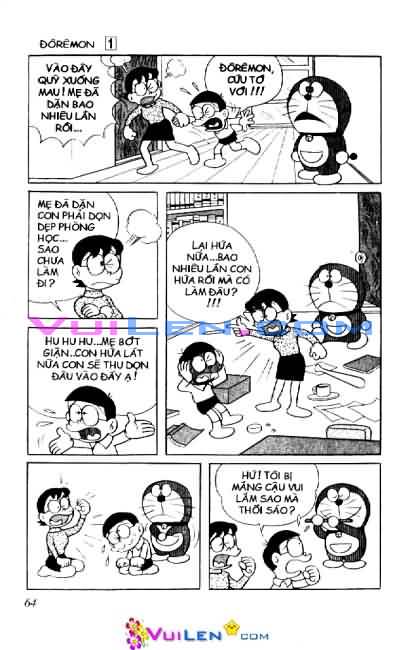 ĐÔRÊMON 1
VÀO ĐÂY
QUỲ XUỐNG
MAU! MẸ ĐÃ
DẶN BAO
NHIÊU LẦN
RỒI...
ĐÔRÊMON,
CỨU TỚ
VỚI!!!
MẸ ĐÃ DẶN
CON PHẢI DỌN
DẸP PHÒNG
HỌC...
SAO
CHƯA
LÀM
ĐI?
LẠI HỨA
NỮA...BAO
NHIÊU LẦN CON
HỨA RỒI MÀ CÓ
LÀM ĐÂU?
!!!
VUILEN.COM
HU HU HU...MẸ BỚT
GIẬN..CON HỨA LÁT
NỮA CON SẼ THU DỌN
ĐÂU VÀO ĐẤY Ạ!
HỨ! TỚI BỊ
MẮNG CẬU VUI
LẮM SAO MÀ
THỔI SÁO?
64
VUILEN.COM